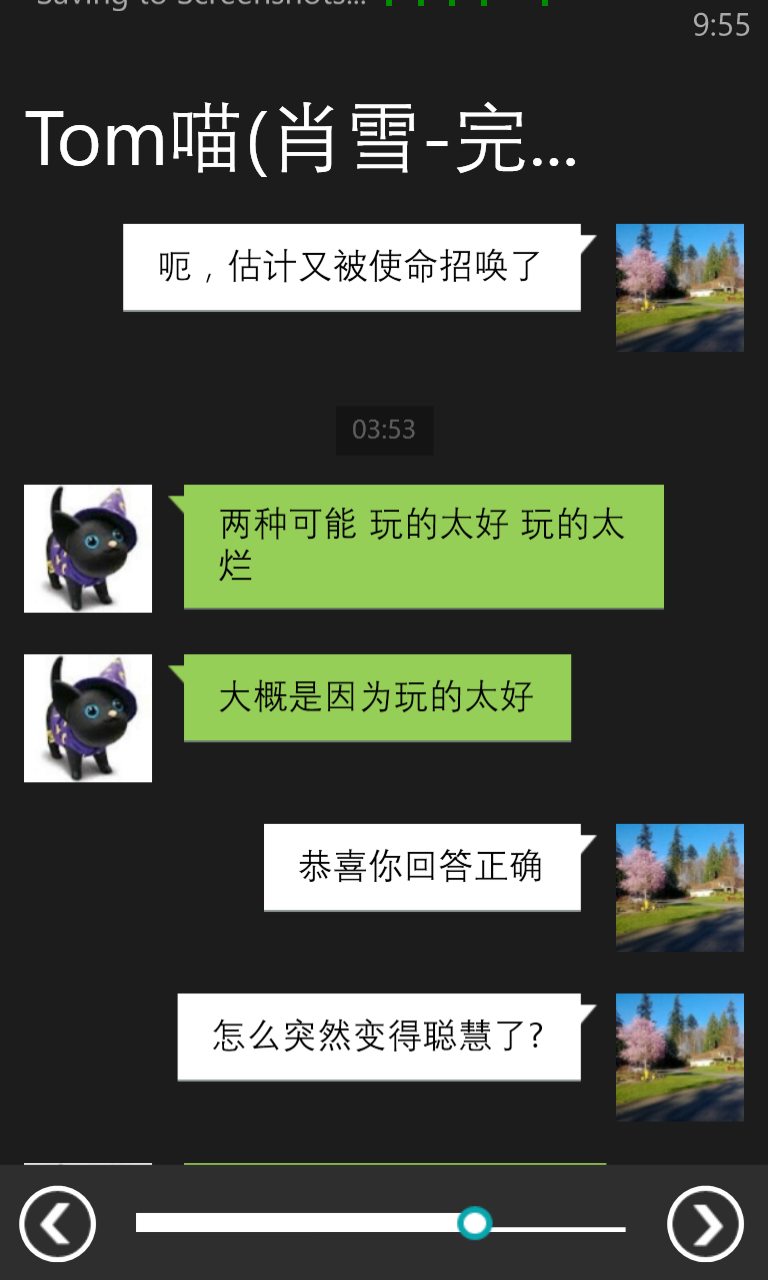 Saving to Screenshots...
9:55
Tom喵(肖雪-完...
呃，估计又被使命招唤了
03:53
两种可能 玩的太好 玩的太
烂
大概是因为玩的太好
恭喜你回答正确
怎么突然变得聪慧了?